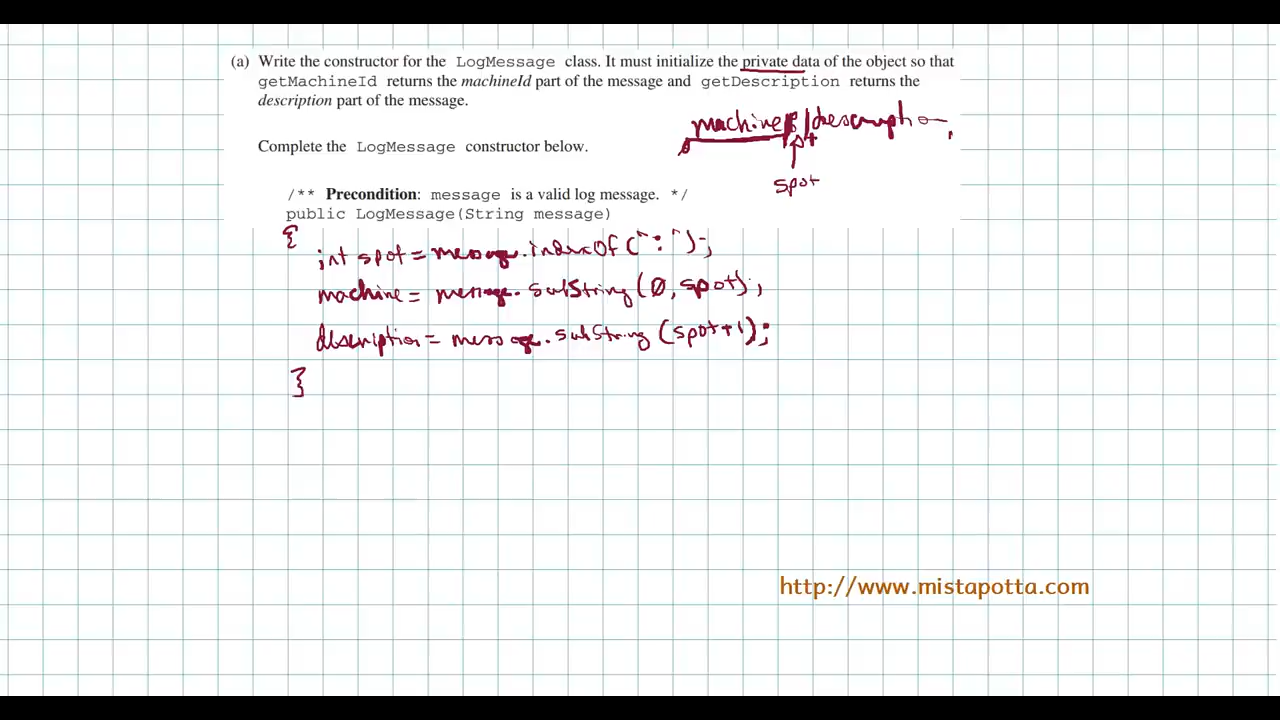 (a) Write the constructor for the LogMessage class. It must initialize the private data of the object so that
getMachineId returns the machineId part of the message and getDescription returns the
description part of the message.
machine : description
spot
Complete the LogMessage constructor below.
/** Precondition: message is a valid log message. */
public LogMessage(String message)
{
int spot = message.indexOf(":");
machine = message.subString(0, spot);
description = message.subString(spot+1);
}
http://www.mistapotta.com